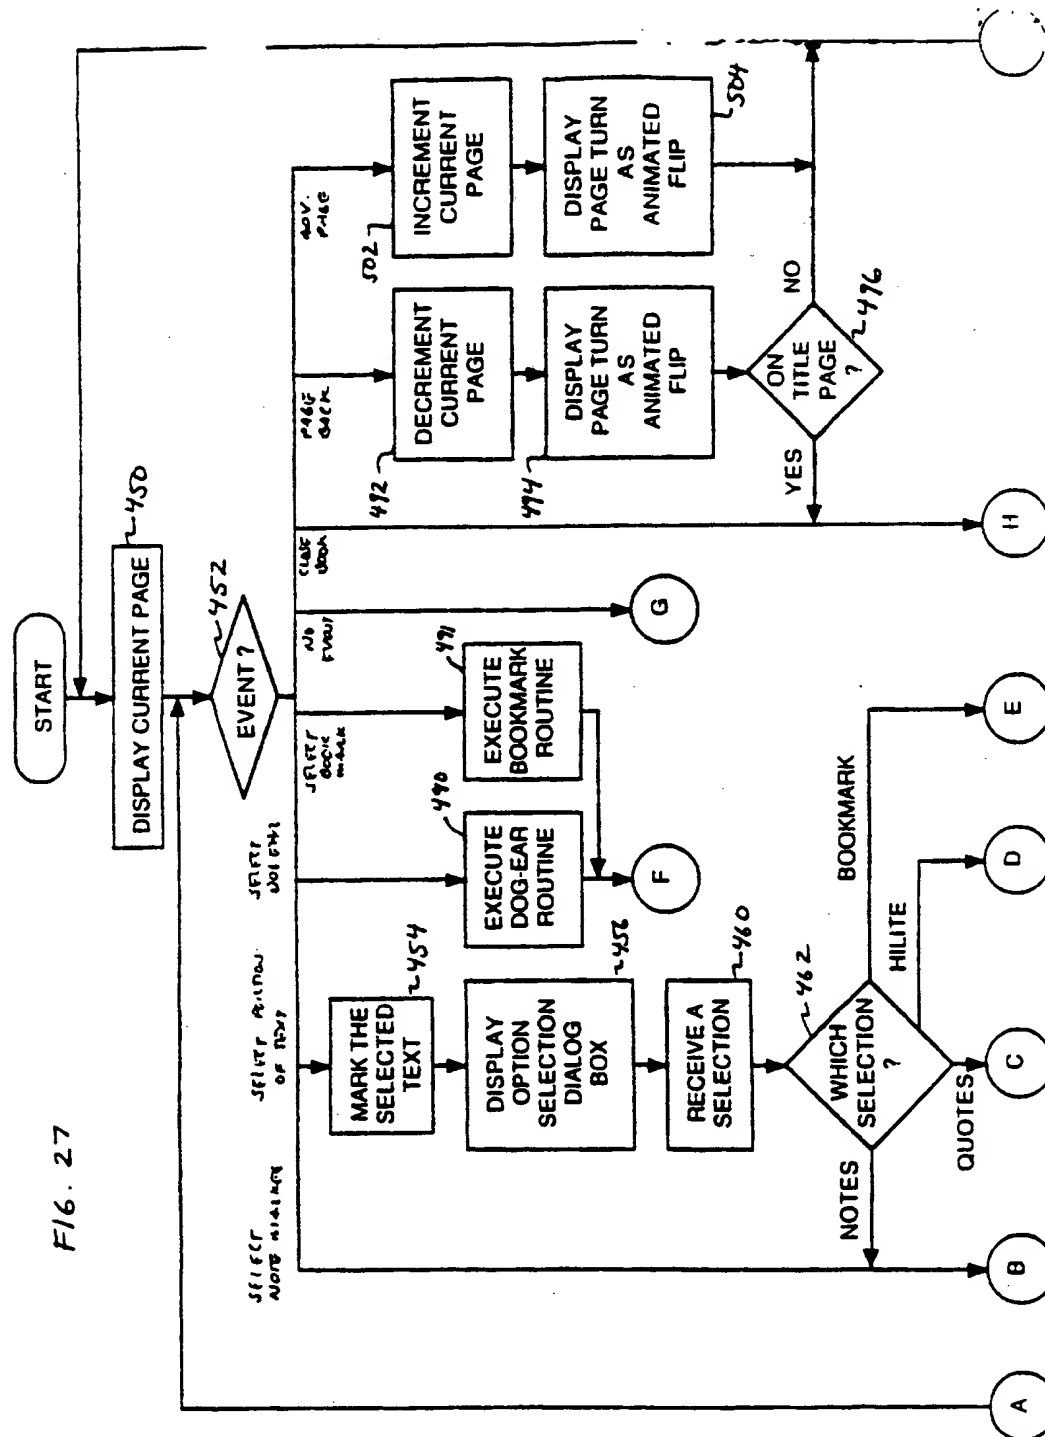 FIG. 27
START
DISPLAY CURRENT PAGE
450
EVENT?
452
SELECT
NOTE MARKER
SELECT PORTION
OF TEXT
SELECT
DOG EAR
SELECT
BOOK
MARK
NO
EVENT
CLOSE
BOOK
PAGE
BACK
ADV.
PAGE
MARK THE
SELECTED
TEXT
454
DISPLAY
OPTION
SELECTION
DIALOG
BOX
456
RECEIVE A
SELECTION
460
WHICH
SELECTION
?
462
NOTES
QUOTES
HILITE
BOOKMARK
490
EXECUTE
DOG-EAR
ROUTINE
491
EXECUTE
BOOKMARK
ROUTINE
492
DECREMENT
CURRENT
PAGE
494
DISPLAY
PAGE TURN
AS
ANIMATED
FLIP
ON
TITLE
PAGE
?
496
YES
NO
502
INCREMENT
CURRENT
PAGE
DISPLAY
PAGE TURN
AS
ANIMATED
FLIP
504
F
G
A
B
C
D
E
H